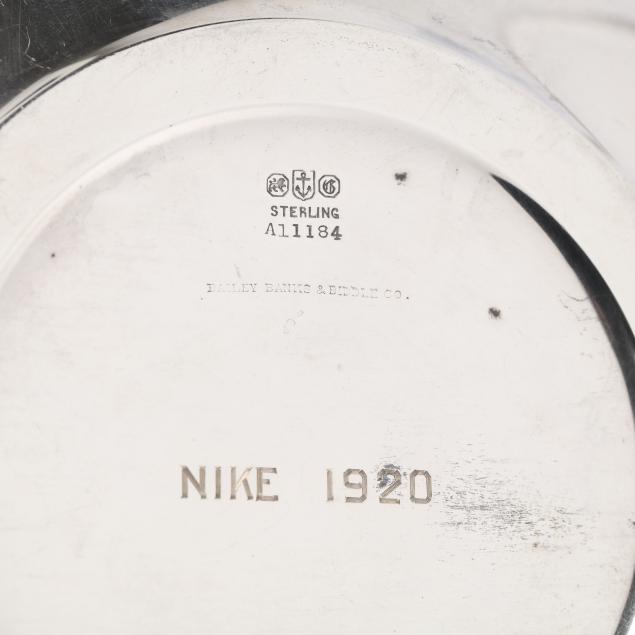 STERLING
A11184
BAILEY BANKS & BIDDLE CO.
NIKE 1920